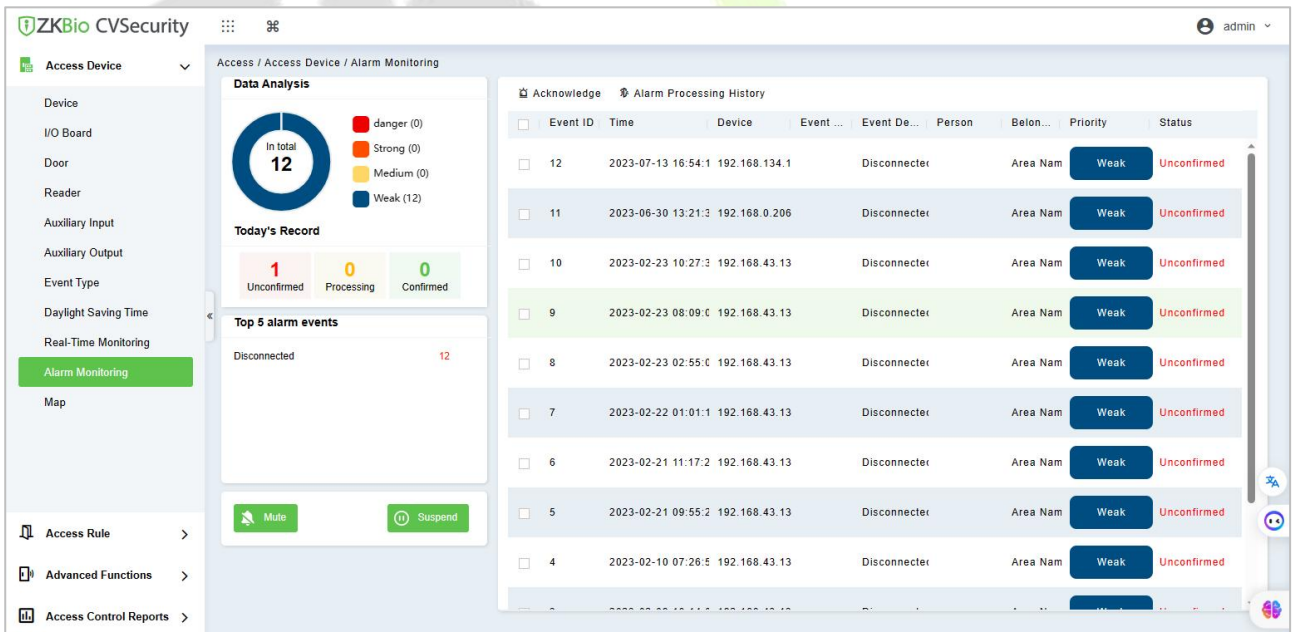 ZKBio CVSecurity
admin
Access Device
Device
I/O Board
Door
Reader
Auxiliary Input
Auxiliary Output
Event Type
Daylight Saving Time
Real-Time Monitoring
Alarm Monitoring
Map
Access Rule
Advanced Functions
Access Control Reports
Access / Access Device / Alarm Monitoring
Data Analysis
In total
12
danger (0)
Strong (0)
Medium (0)
Weak (12)
Today's Record
1 0 0
Unconfirmed Processing Confirmed
Top 5 alarm events
Disconnected 12
Mute Suspend
Acknowledge Alarm Processing History
Event ID Time Device Event ... Event De... Person Belon... Priority Status
12 2023-07-13 16:54:1 192.168.134.1 Disconnected Area Nam Weak Unconfirmed
11 2023-06-30 13:21:3 192.168.0.206 Disconnected Area Nam Weak Unconfirmed
10 2023-02-23 10:27:3 192.168.43.13 Disconnected Area Nam Weak Unconfirmed
9 2023-02-23 08:09:0 192.168.43.13 Disconnected Area Nam Weak Unconfirmed
8 2023-02-23 02:55:0 192.168.43.13 Disconnected Area Nam Weak Unconfirmed
7 2023-02-22 01:01:1 192.168.43.13 Disconnected Area Nam Weak Unconfirmed
6 2023-02-21 11:17:2 192.168.43.13 Disconnected Area Nam Weak Unconfirmed
5 2023-02-21 09:55:2 192.168.43.13 Disconnected Area Nam Weak Unconfirmed
4 2023-02-10 07:26:5 192.168.43.13 Disconnected Area Nam Weak Unconfirmed